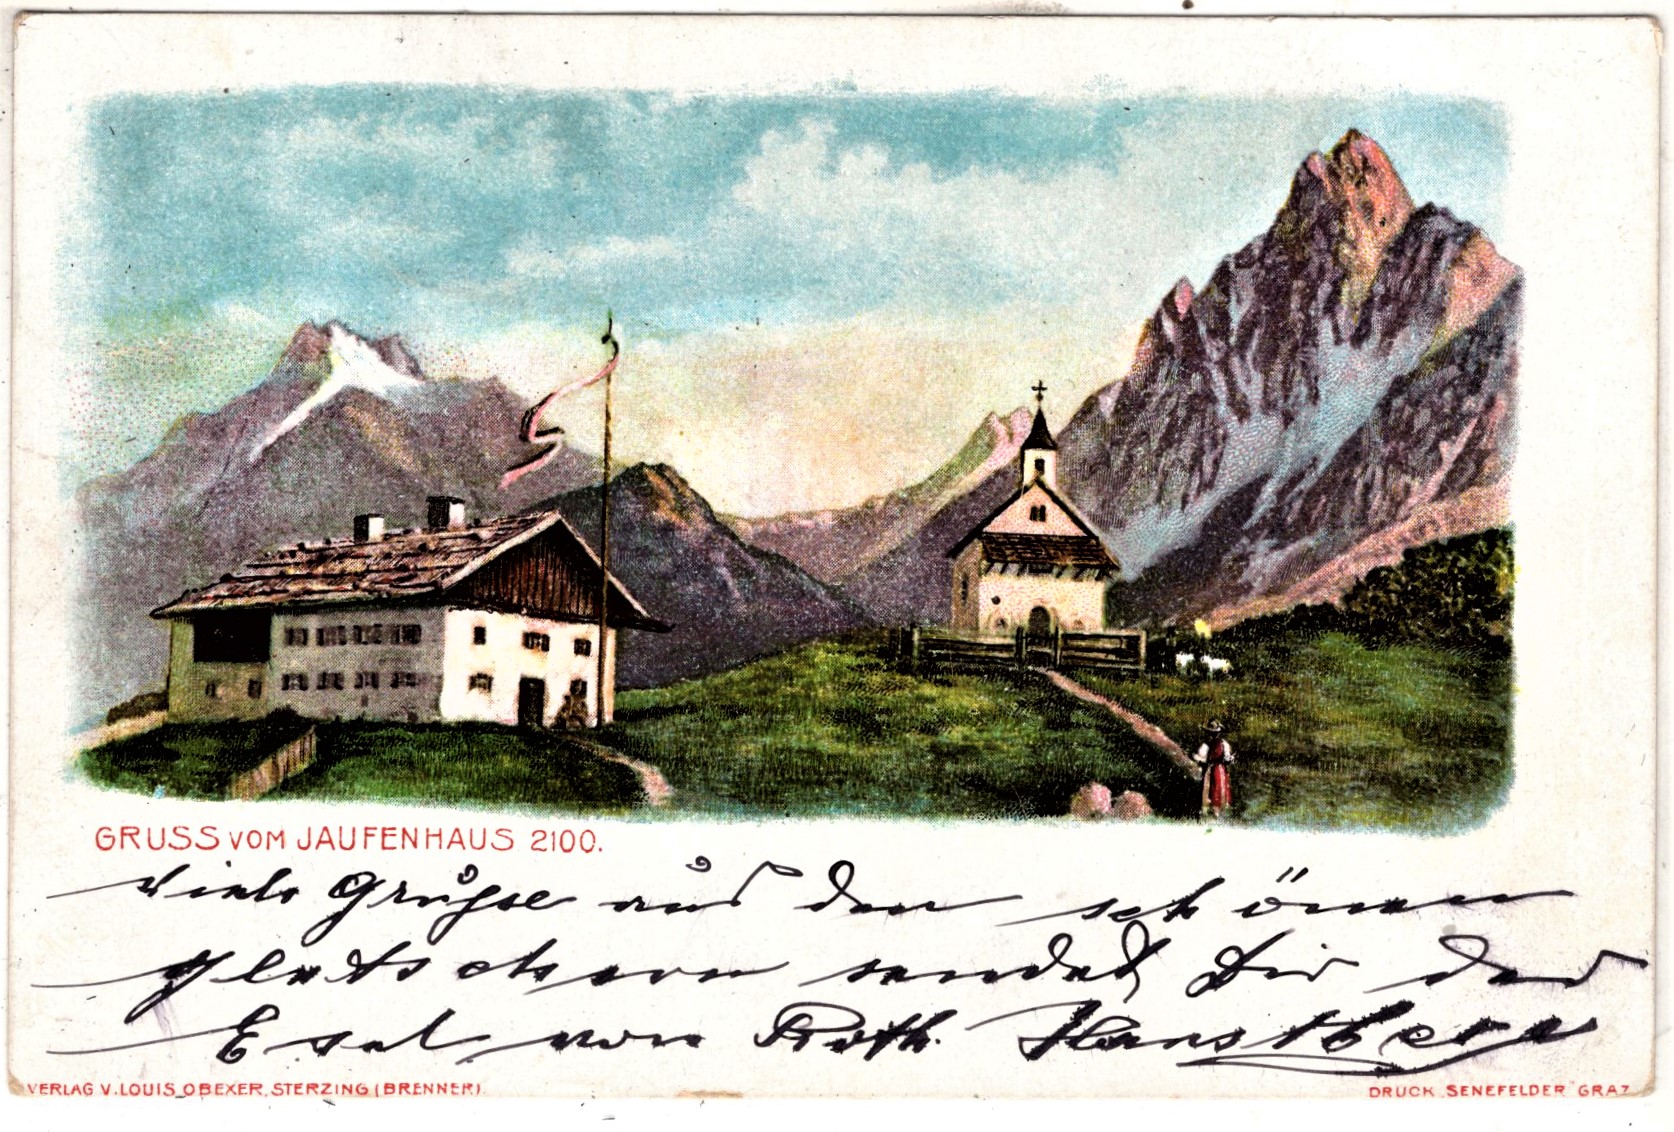 GRUSS VOM JAUFENHAUS 2100.
Viele Grüsse aus den schönen
Gletschern sendet Dir der
Esel von Roth. Hans
VERLAG V. LOUIS OBEXER, STERZING (BRENNER).
DRUCK „SENEFELDER" GRAZ